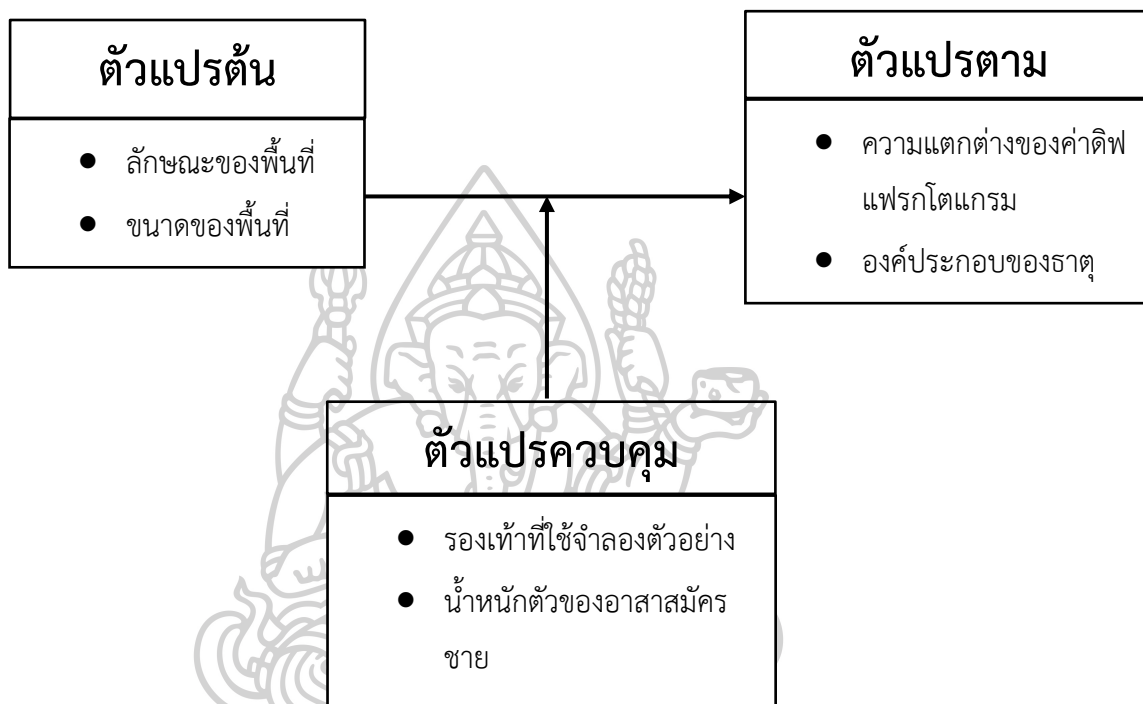 ตัวแปรต้น
● ลักษณะของพื้นที่
● ขนาดของพื้นที่
ตัวแปรตาม
● ความแตกต่างของค่าดิฟ
แฟรกโตแกรม
● องค์ประกอบของธาตุ
ตัวแปรควบคุม
● รองเท้าที่ใช้จำลองตัวอย่าง
● น้ำหนักตัวของอาสาสมัคร
ชาย